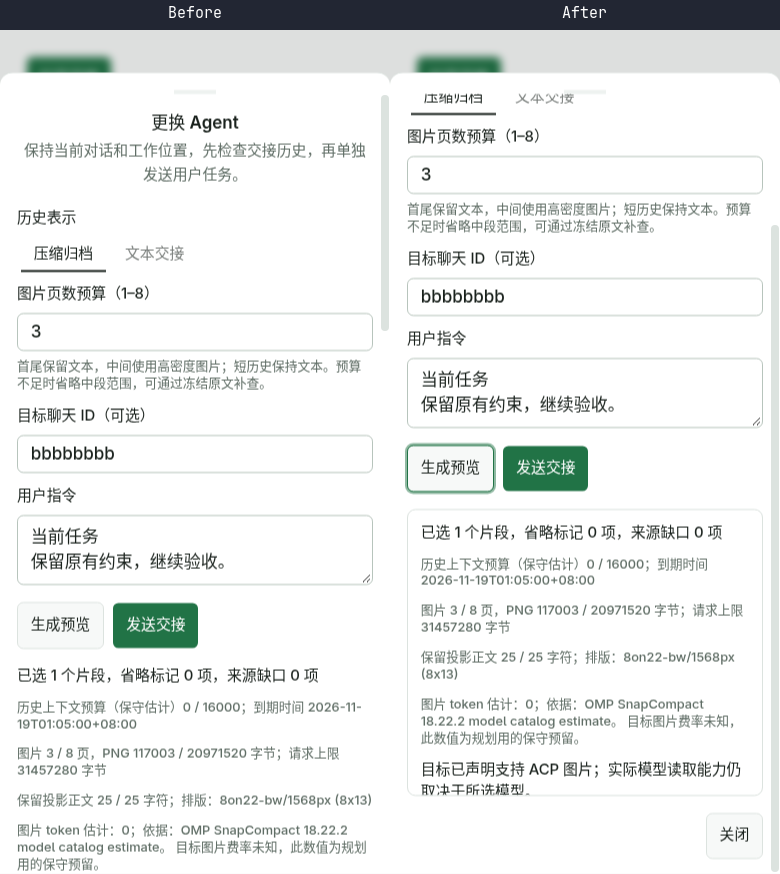 Before
After
更换 Agent
保持当前对话和工作位置，先检查交接历史，再单独
发送用户任务。
历史表示
压缩归档
文本交接
图片页数预算（1–8）
3
首尾保留文本，中间使用高密度图片；短历史保持文本。预算
不足时省略中段范围，可通过冻结原文补查。
目标聊天 ID（可选）
bbbbbbbb
用户指令
当前任务
保留原有约束，继续验收。
生成预览
发送交接
已选 1 个片段，省略标记 0 项，来源缺口 0 项
历史上下文预算（保守估计）0 / 16000；到期时间 2026-11-
19T01:05:00+08:00
图片 3 / 8 页，PNG 117003 / 20971520 字节；请求上限
31457280 字节
保留投影正文 25 / 25 字符；排版：8on22-bw/1568px (8x13)
图片 token 估计：0；依据：OMP SnapCompact 18.22.2
model catalog estimate。 目标图片费率未知，此数值为规划
用的保守预留。
压缩归档
文本交接
图片页数预算（1–8）
3
首尾保留文本，中间使用高密度图片；短历史保持文本。预算
不足时省略中段范围，可通过冻结原文补查。
目标聊天 ID（可选）
bbbbbbbb
用户指令
当前任务
保留原有约束，继续验收。
生成预览
发送交接
已选 1 个片段，省略标记 0 项，来源缺口 0 项
历史上下文预算（保守估计）0 / 16000；到期时间
2026-11-19T01:05:00+08:00
图片 3 / 8 页，PNG 117003 / 20971520 字节；请求上限
31457280 字节
保留投影正文 25 / 25 字符；排版：8on22-bw/1568px
(8x13)
图片 token 估计：0；依据：OMP SnapCompact
18.22.2 model catalog estimate。 目标图片费率未知，
此数值为规划用的保守预留。
目标已声明支持 ACP 图片；实际模型读取能力仍
取决于所选模型。
关闭